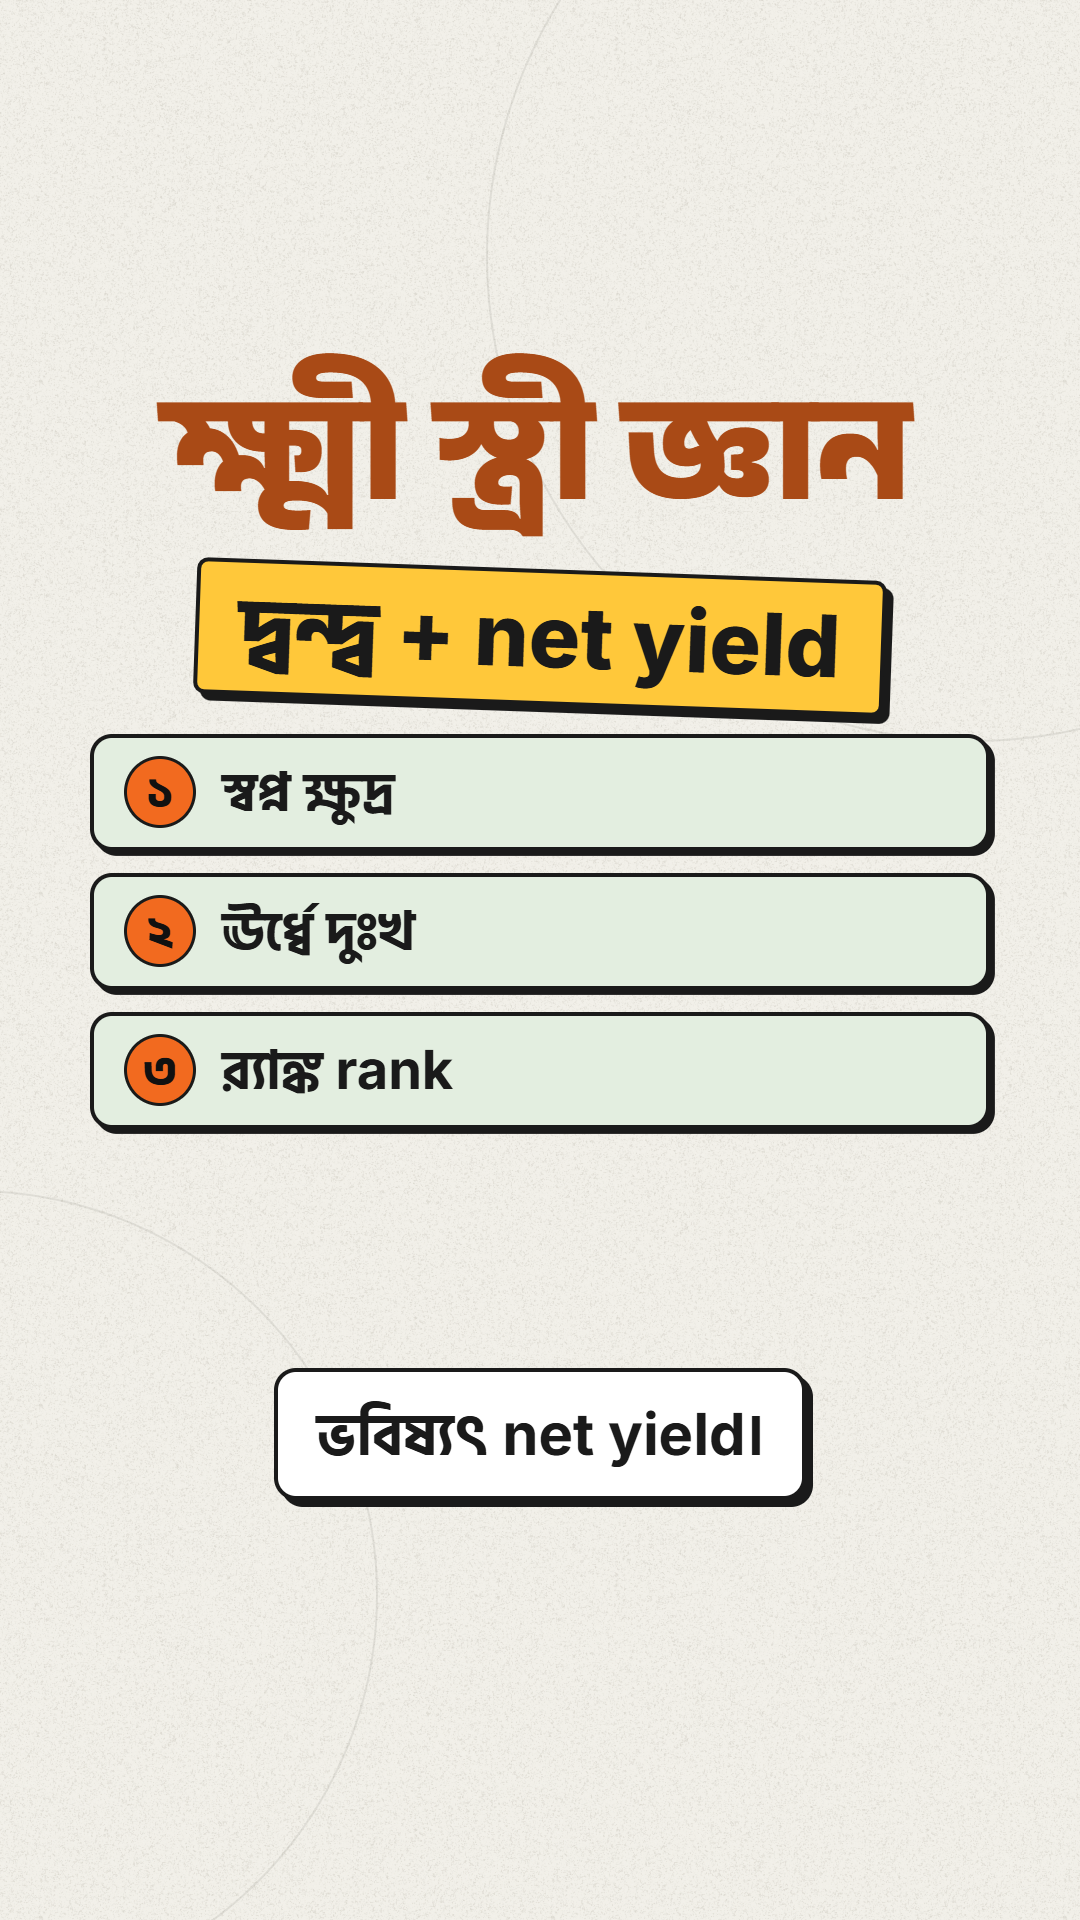 ক্ষ্মী স্ত্রী জ্ঞান
দ্বন্দ্ব + net yield
১ স্বপ্ন ক্ষুদ্র
২ ঊর্ধ্বে দুঃখ
৩ র‍্যাঙ্ক rank
ভবিষ্যৎ net yield।